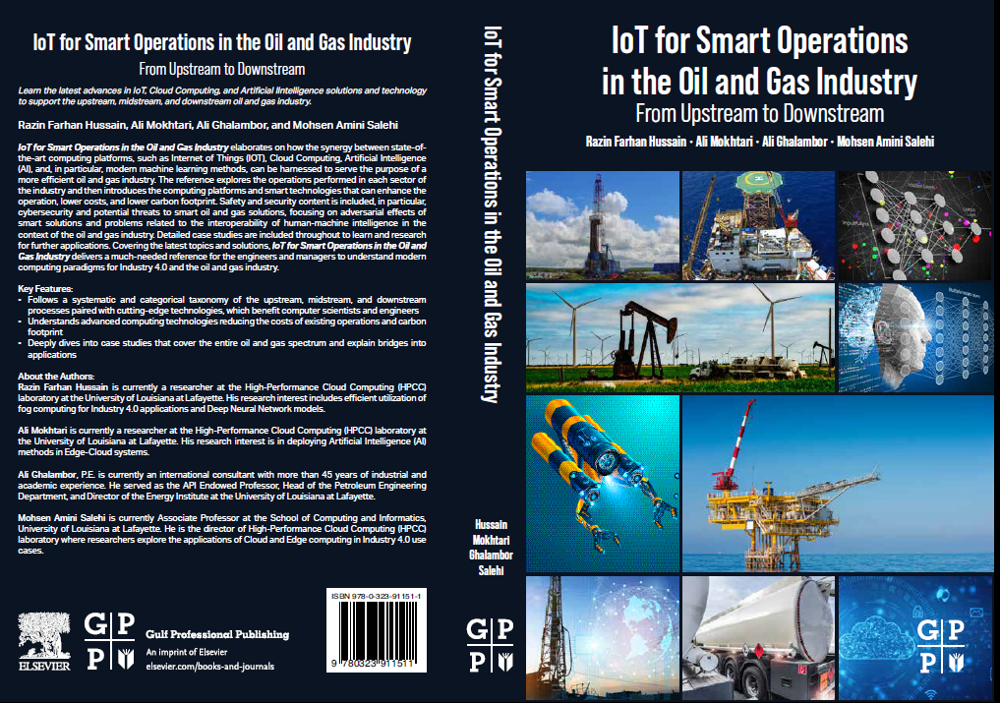 IoT for Smart Operations in the Oil and Gas Industry
From Upstream to Downstream
Learn the latest advances in IoT, Cloud Computing, and Artificial Intelligence solutions and technology
to support the upstream, midstream, and downstream oil and gas industry.
Razin Farhan Hussain, Ali Mokhtari, Ali Ghalambor, and Mohsen Amini Salehi
IoT for Smart Operations in the Oil and Gas Industry elaborates on how the synergy between state-of-
the-art computing platforms, such as Internet of Things (IOT), Cloud Computing, Artificial Intelligence
(AI), and, in particular, modern machine learning methods, can be harnessed to serve the purpose of a
more efficient oil and gas industry. The reference explores the operations performed in each sector of
the industry and then introduces the computing platforms and smart technologies that can enhance the
operation, lower costs, and lower carbon footprint. Safety and security content is included, in particular,
cybersecurity and potential threats to smart oil and gas solutions, focusing on adversarial effects of
smart solutions and problems related to the interoperability of human-machine intelligence in the
context of the oil and gas industry. Detailed case studies are included throughout to learn and research
for further applications. Covering the latest topics and solutions, IoT for Smart Operations in the Oil and
Gas Industry delivers a much-needed reference for the engineers and managers to understand modern
computing paradigms for Industry 4.0 and the oil and gas industry.
Key Features:
• Follows a systematic and categorical taxonomy of the upstream, midstream, and downstream
processes paired with cutting-edge technologies, which benefit computer scientists and engineers
• Understands advanced computing technologies reducing the costs of existing operations and carbon
footprint
• Deeply dives into case studies that cover the entire oil and gas spectrum and explain bridges into
applications
About the Authors:
Razin Farhan Hussain is currently a researcher at the High-Performance Cloud Computing (HPCC)
laboratory at the University of Louisiana at Lafayette. His research interest includes efficient utilization of
fog computing for Industry 4.0 applications and Deep Neural Network models.
Ali Mokhtari is currently a researcher at the High-Performance Cloud Computing (HPCC) laboratory at
the University of Louisiana at Lafayette. His research interest is in deploying Artificial Intelligence (AI)
methods in Edge-Cloud systems.
Ali Ghalambor, P.E. is currently an international consultant with more than 45 years of industrial and
academic experience. He served as the API Endowed Professor, Head of the Petroleum Engineering
Department, and Director of the Energy Institute at the University of Louisiana at Lafayette.
Mohsen Amini Salehi is currently Associate Professor at the School of Computing and Informatics,
University of Louisiana at Lafayette. He is the director of High-Performance Cloud Computing (HPCC)
laboratory where researchers explore the applications of Cloud and Edge computing in Industry 4.0 use
cases.
ELSEVIER
G P
P
Gulf Professional Publishing
An imprint of Elsevier
elsevier.com/books-and-journals
ISBN 978-0-323-91151-1
9 780323 911511
IoT for Smart Operations in the Oil and Gas Industry
Hussain
Mokhtari
Ghalambor
Salehi
G P
P
IoT for Smart Operations
in the Oil and Gas Industry
From Upstream to Downstream
Razin Farhan Hussain • Ali Mokhtari • Ali Ghalambor • Mohsen Amini Salehi
G P
P